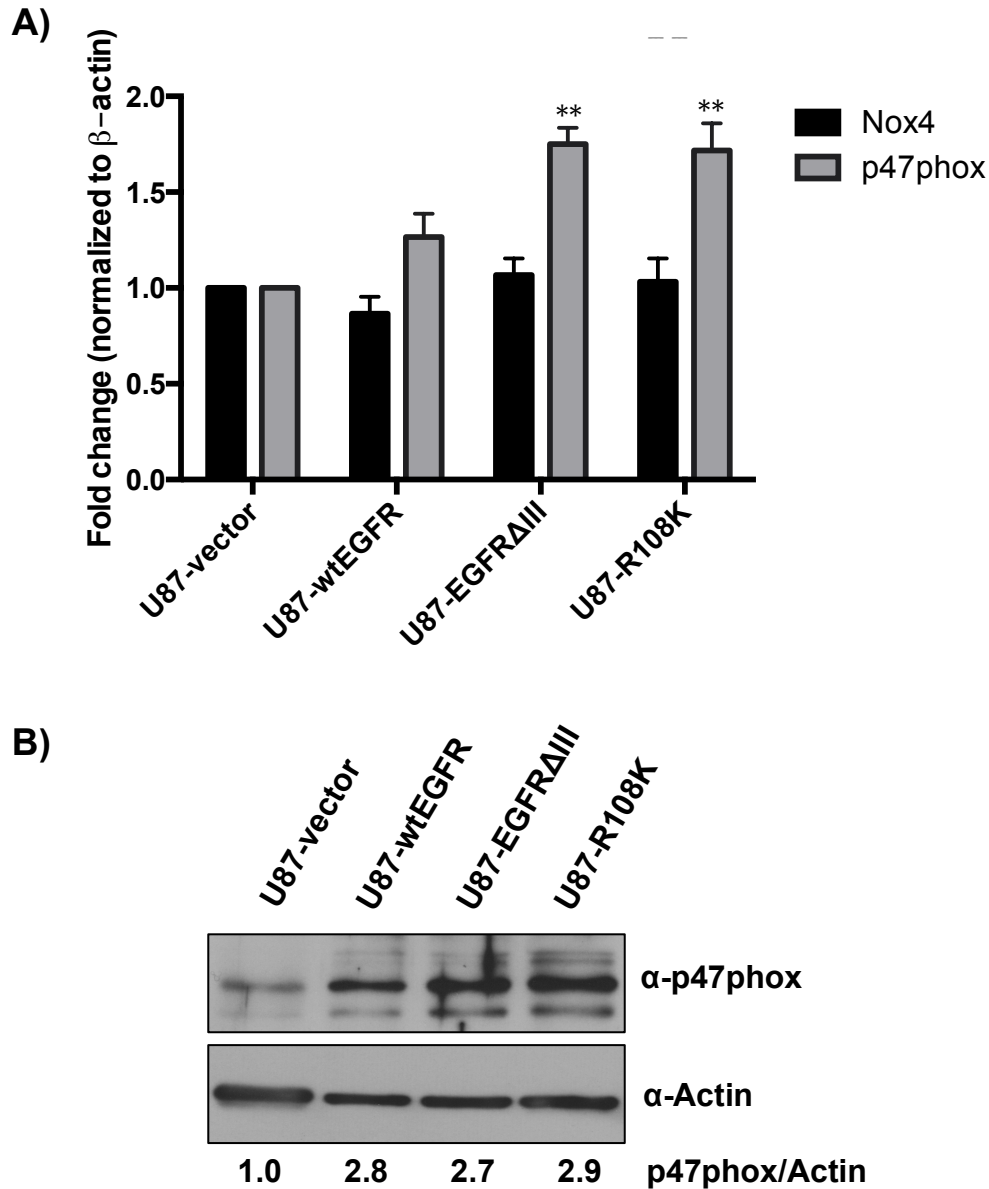 A)
Fold change (normalized to β-actin)
2.0
1.5
1.0
0.5
0.0
**
**
Nox4
p47phox
U87-vector
U87-wtEGFR
U87-EGFRΔIII
U87-R108K
B)
U87-vector
U87-wtEGFR
U87-EGFRΔIII
U87-R108K
α-p47phox
α-Actin
1.0 2.8 2.7 2.9 p47phox/Actin